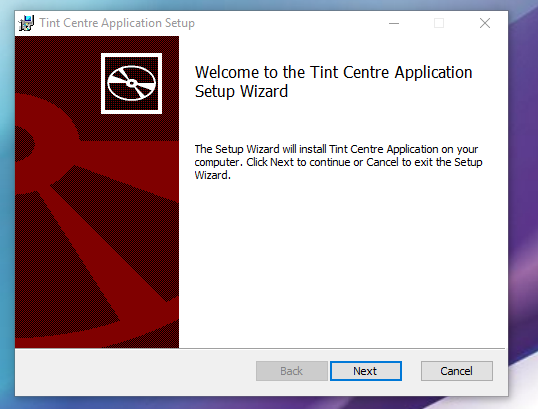 Tint Centre Application Setup
Welcome to the Tint Centre Application
Setup Wizard
The Setup Wizard will install Tint Centre Application on your
computer. Click Next to continue or Cancel to exit the Setup
Wizard.
Back
Next
Cancel